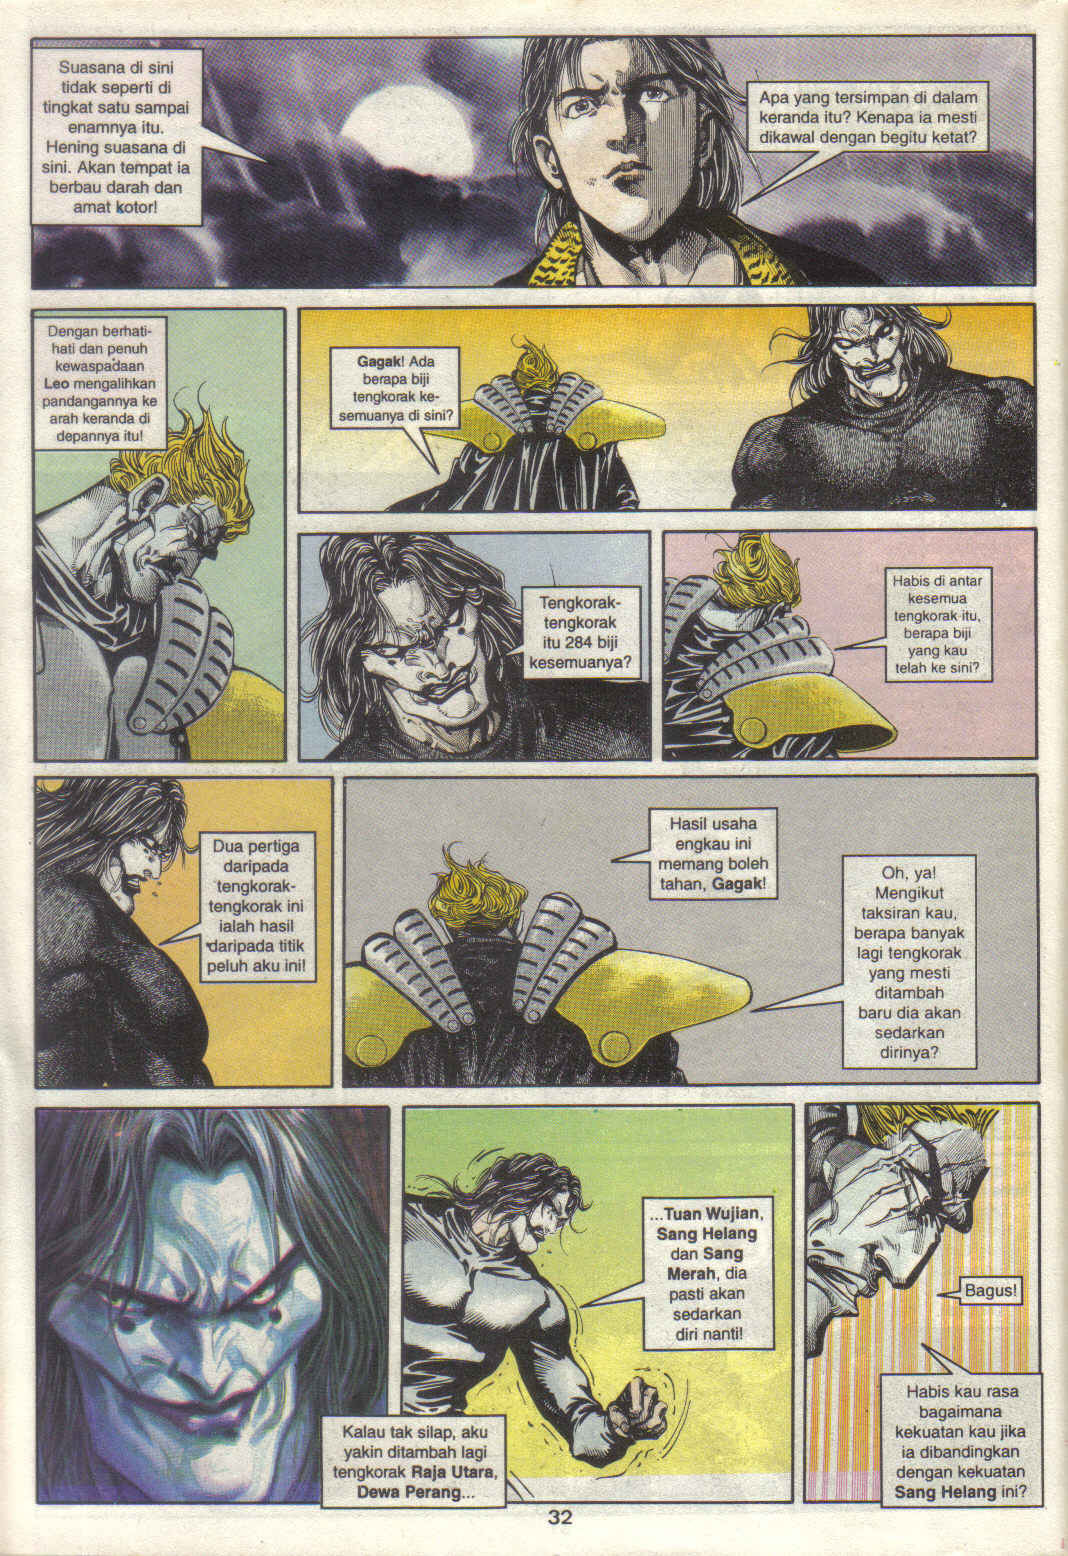 Suasana di sini
tidak seperti di
tingkat satu sampai
enamnya itu.
Hening suasana di
sini. Akan tempat ia
berbau darah dan
amat kotor!
Apa yang tersimpan di dalam
keranda itu? Kenapa ia mesti
dikawal dengan begitu ketat?
Dengan berhati-
hati dan penuh
kewaspadaan
Leo mengalihkan
pandangannya ke
arah keranda di
depannya itu!
Gagak! Ada
berapa biji
tengkorak ke-
semuanya di sini?
Tengkorak-
tengkorak
itu 284 biji
kesemuanya?
Habis di antar
kesemua
tengkorak itu,
berapa biji
yang kau
telah ke sini?
Dua pertiga
daripada
tengkorak-
tengkorak ini
ialah hasil
daripada titik
peluh aku ini!
Hasil usaha
engkau ini
memang boleh
tahan, Gagak!
Oh, ya!
Mengikut
taksiran kau,
berapa banyak
lagi tengkorak
yang mesti
ditambah
baru dia akan
sedarkan
dirinya?
Kalau tak silap, aku
yakin ditambah lagi
tengkorak Raja Utara,
Dewa Perang...
...Tuan Wujian,
Sang Helang
dan Sang
Merah, dia
pasti akan
sedarkan
diri nanti!
Bagus!
Habis kau rasa
bagaimana
kekuatan kau jika
ia dibandingkan
dengan kekuatan
Sang Helang ini?
32